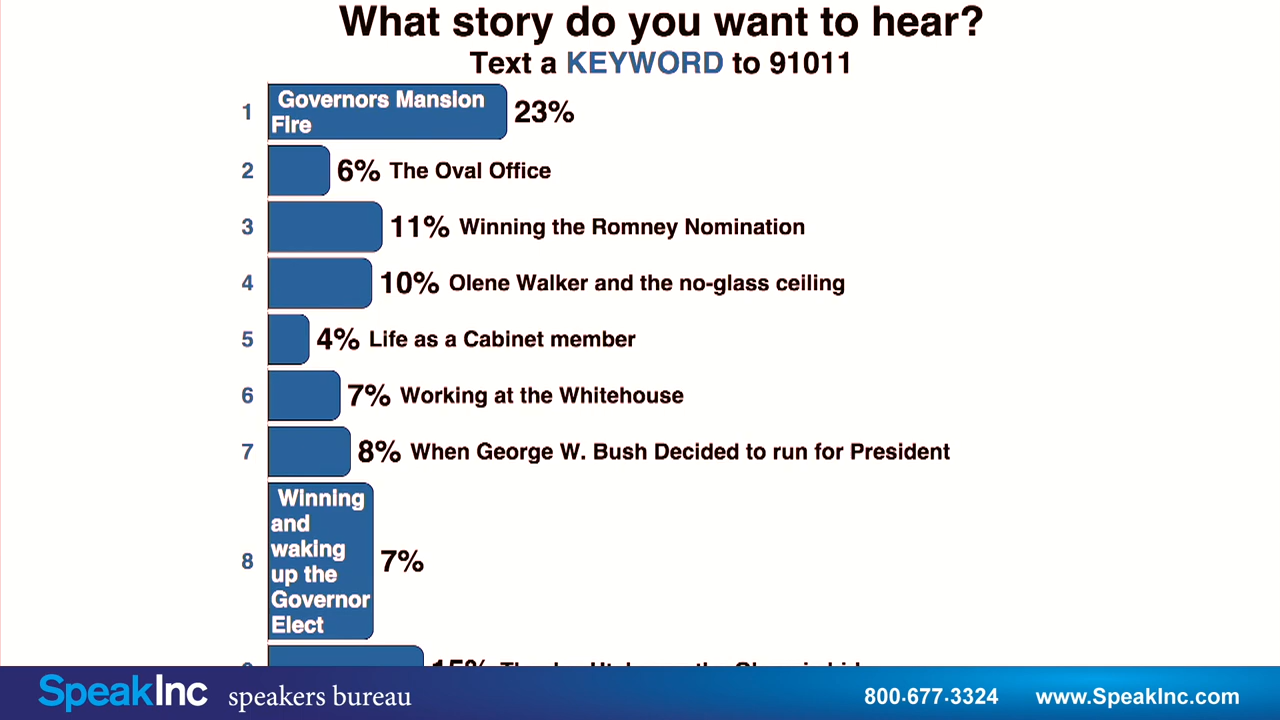 What story do you want to hear?
Text a KEYWORD to 91011
1 Governors Mansion
Fire 23%
2 6% The Oval Office
3 11% Winning the Romney Nomination
4 10% Olene Walker and the no-glass ceiling
5 4% Life as a Cabinet member
6 7% Working at the Whitehouse
7 8% When George W. Bush Decided to run for President
8 Winning
and
waking
up the
Governor
Elect 7%
15%
SpeakInc speakers bureau 800-677-3324 www.SpeakInc.com